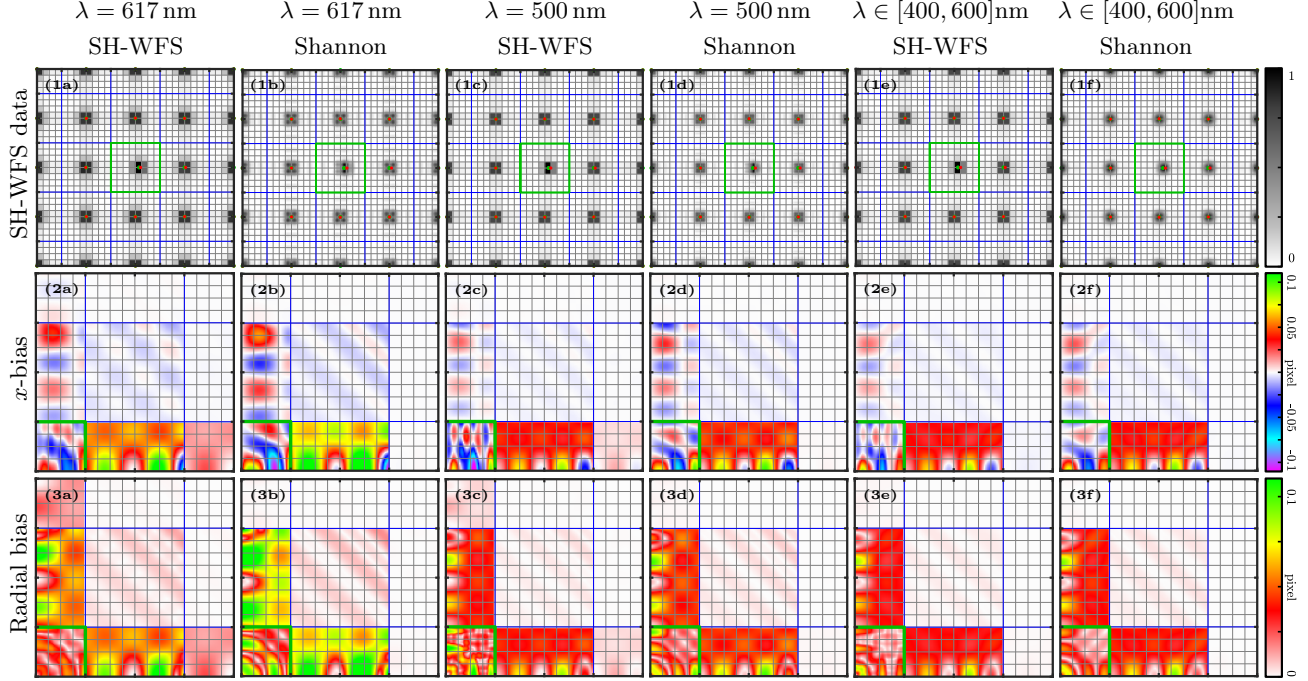 λ = 617 nm λ = 617 nm λ = 500 nm λ = 500 nm λ ∈ [400, 600]nm λ ∈ [400, 600]nm
SH-WFS Shannon SH-WFS Shannon SH-WFS Shannon
SH-WFS data
(1a) (1b) (1c) (1d) (1e) (1f)
1
0
x-bias
(2a) (2b) (2c) (2d) (2e) (2f)
0.1
0.05
pixel
-0.05
-0.1
Radial bias
(3a) (3b) (3c) (3d) (3e) (3f)
0.1
pixel
0